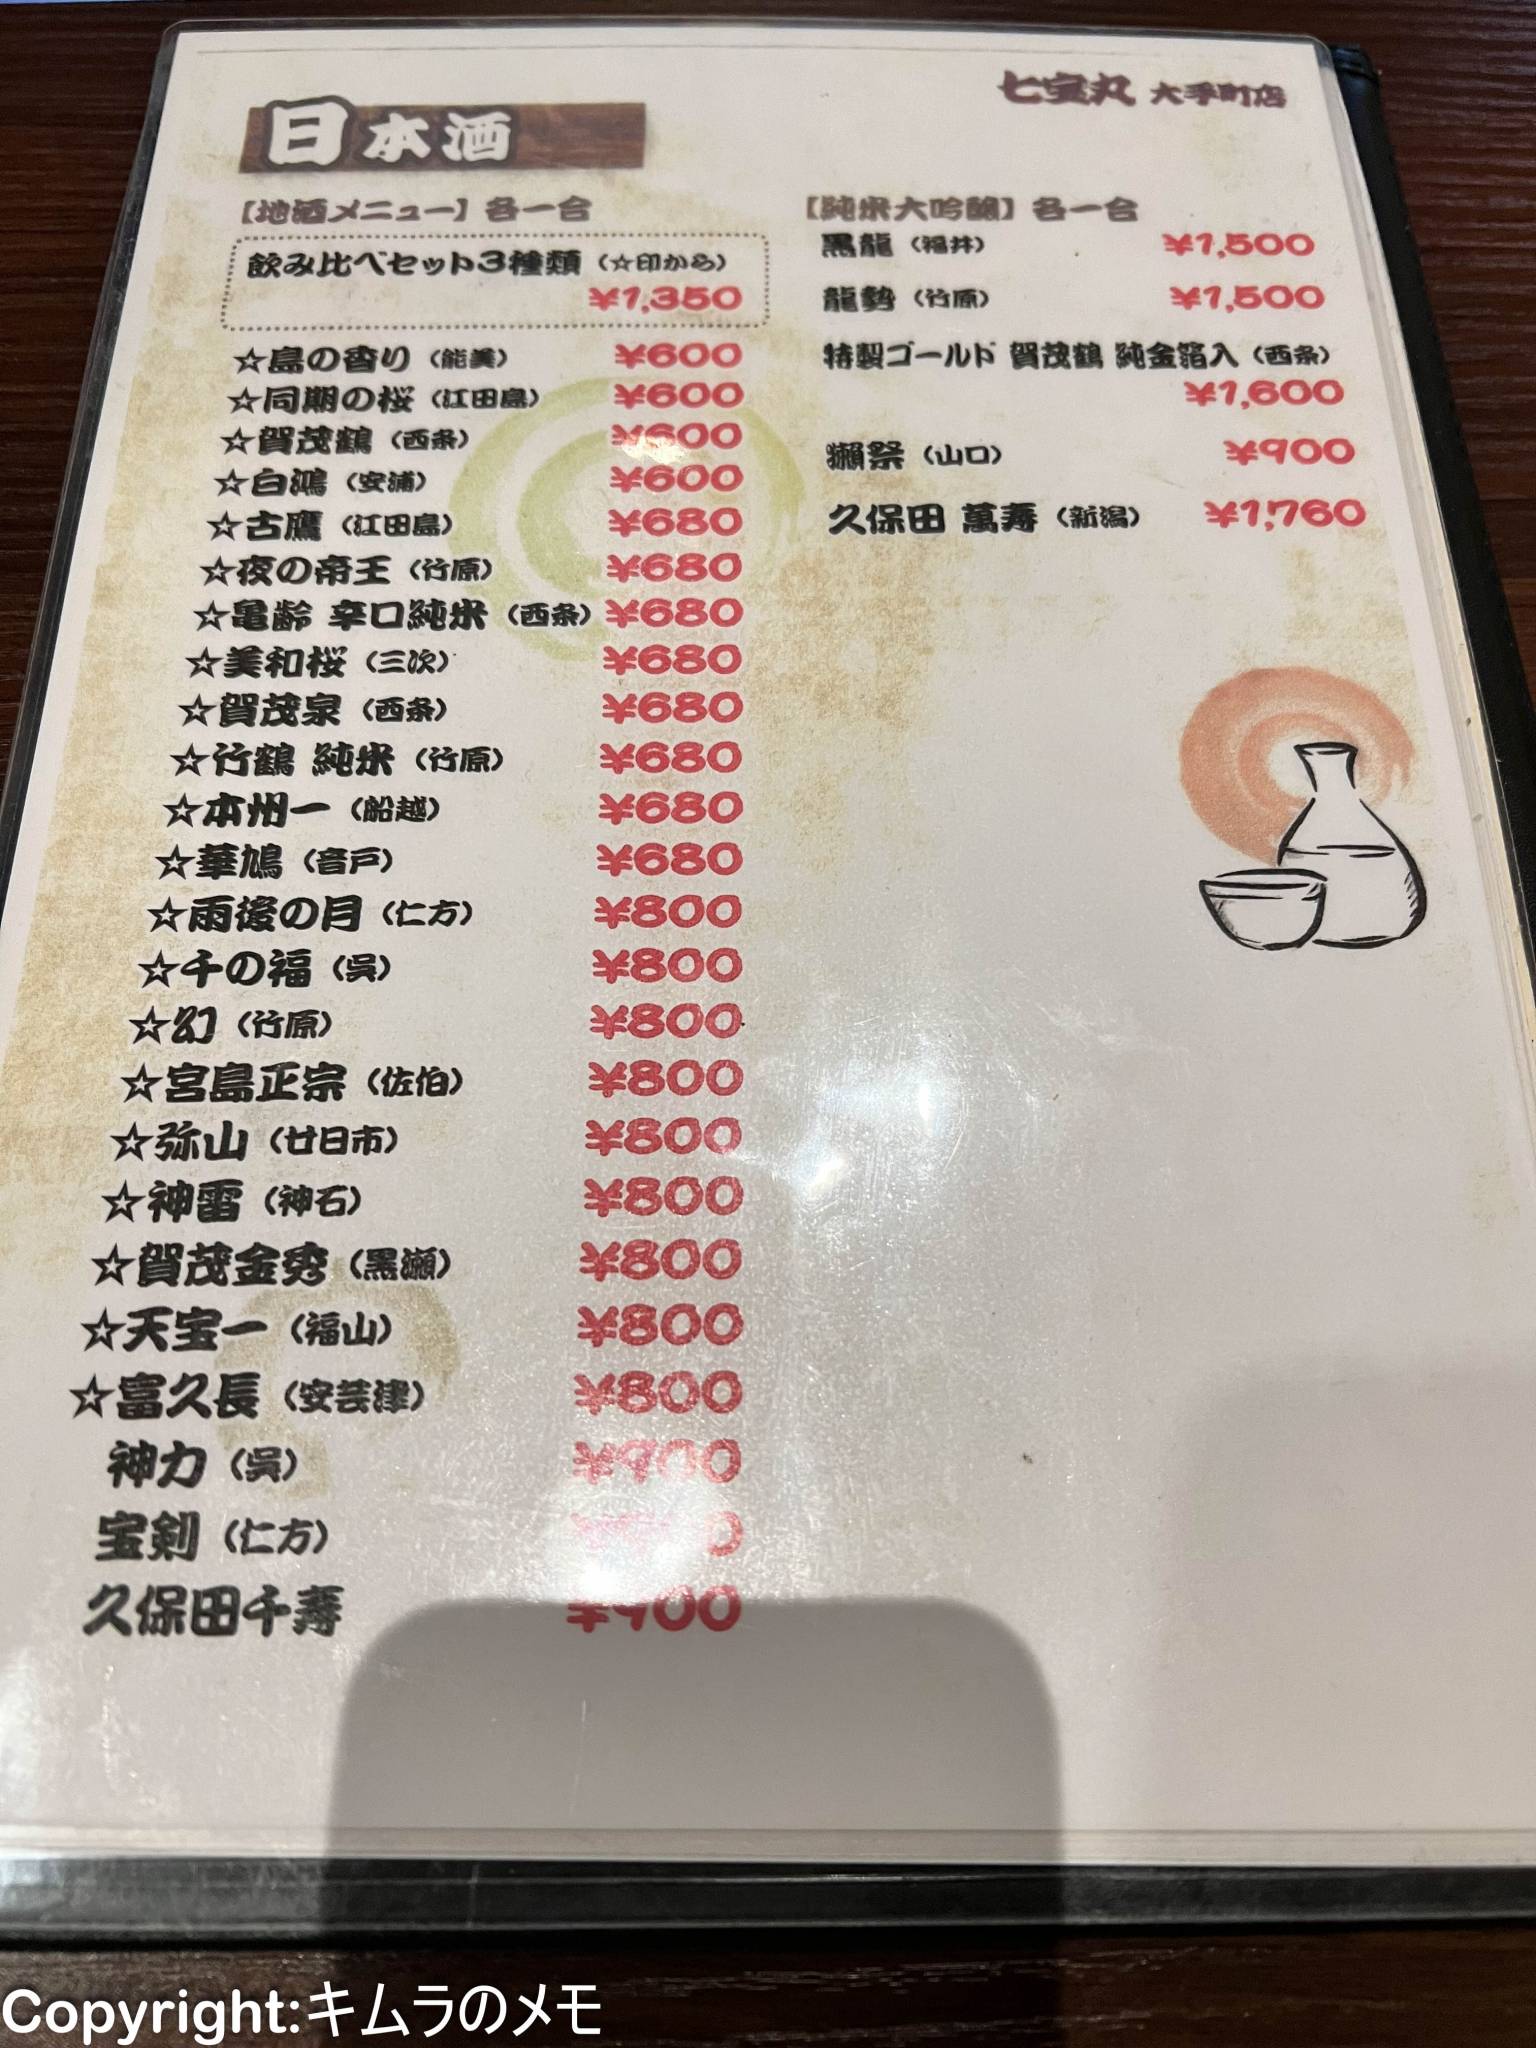 七宝丸 大手町店
日本酒
【地酒メニュー】各一合
飲み比べセット3種類（☆印から）
¥1,350
☆島の香り（能美） ¥600
☆同期の桜（江田島） ¥600
☆賀茂鶴（西条） ¥600
☆白鴻（安浦） ¥600
☆古鷹（江田島） ¥680
☆夜の帝王（竹原） ¥680
☆亀齢 辛口純米（西条） ¥680
☆美和桜（三次） ¥680
☆賀茂泉（西条） ¥680
☆竹鶴 純米（竹原） ¥680
☆本州一（船越） ¥680
☆華鳩（音戸） ¥680
☆雨後の月（仁方） ¥800
☆千の福（呉） ¥800
☆幻（竹原） ¥800
☆宮島正宗（佐伯） ¥800
☆弥山（廿日市） ¥800
☆神雷（神石） ¥800
☆賀茂金秀（黒瀬） ¥800
☆天宝一（福山） ¥800
☆富久長（安芸津） ¥800
神力（呉） ¥900
宝剣（仁方）
久保田千寿 ¥900
【純米大吟醸】各一合
黒龍（福井） ¥1,500
龍勢（竹原） ¥1,500
特製ゴールド 賀茂鶴 純金箔入（西条）
¥1,600
獺祭（山口） ¥900
久保田 萬寿（新潟） ¥1,760
Copyright:キムラのメモ